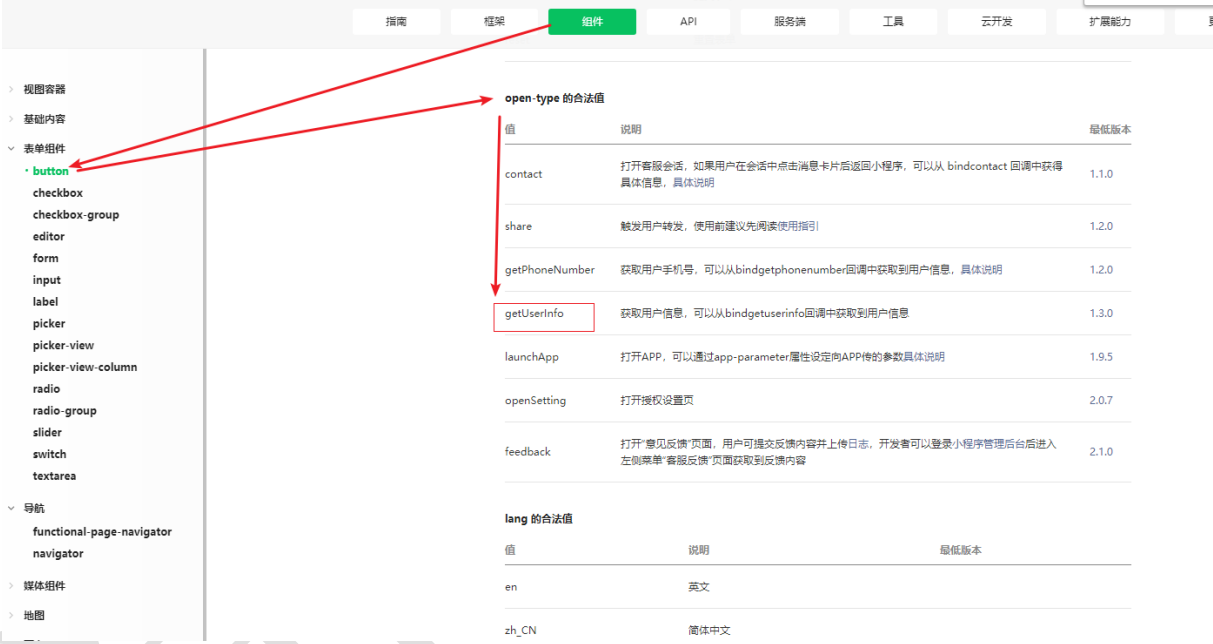 指南 框架 组件 API 服务端 工具 云开发 扩展能力
视图容器
基础内容
表单组件
button
checkbox
checkbox-group
editor
form
input
label
picker
picker-view
picker-view-column
radio
radio-group
slider
switch
textarea
导航
functional-page-navigator
navigator
媒体组件
地图
open-type 的合法值
值 说明 最低版本
contact 打开客服会话，如果用户在会话中点击消息卡片后返回小程序，可以从 bindcontact 回调中获得 1.1.0
具体信息，具体说明
share 触发用户转发，使用前建议先阅读使用指引 1.2.0
getPhoneNumber 获取用户手机号，可以从bindgetphonenumber回调中获取到用户信息，具体说明 1.2.0
getUserInfo 获取用户信息，可以从bindgetuserinfo回调中获取到用户信息 1.3.0
launchApp 打开APP，可以通过app-parameter属性设定向APP传的参数具体说明 1.9.5
openSetting 打开授权设置页 2.0.7
feedback 打开“意见反馈”页面，用户可提交反馈内容并上传日志，开发者可以登录小程序管理后台后进入 2.1.0
左侧菜单“客服反馈”页面获取到反馈内容
lang 的合法值
值 说明 最低版本
en 英文
zh_CN 简体中文